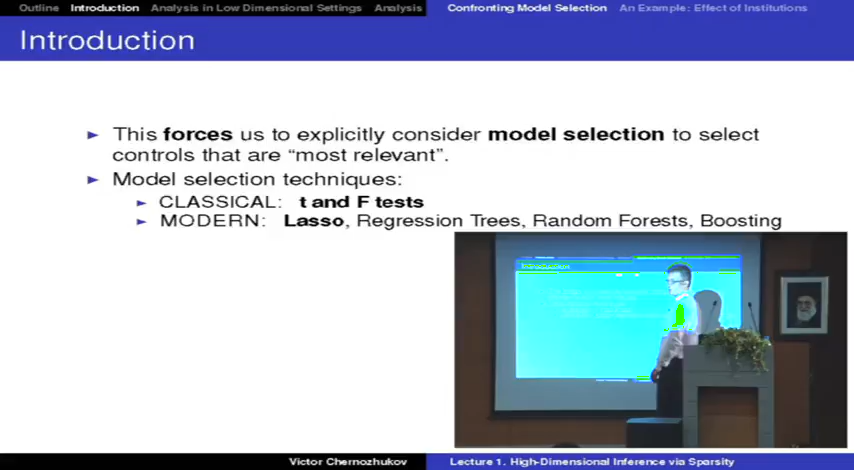 Outline Introduction Analysis in Low Dimensional Settings Analysis Confronting Model Selection An Example: Effect of Institutions
Introduction
► This forces us to explicitly consider model selection to select
controls that are “most relevant”.
► Model selection techniques:
► CLASSICAL: t and F tests
► MODERN: Lasso, Regression Trees, Random Forests, Boosting
Introduction
Victor Chernozhukov Lecture 1. High-Dimensional Inference via Sparsity